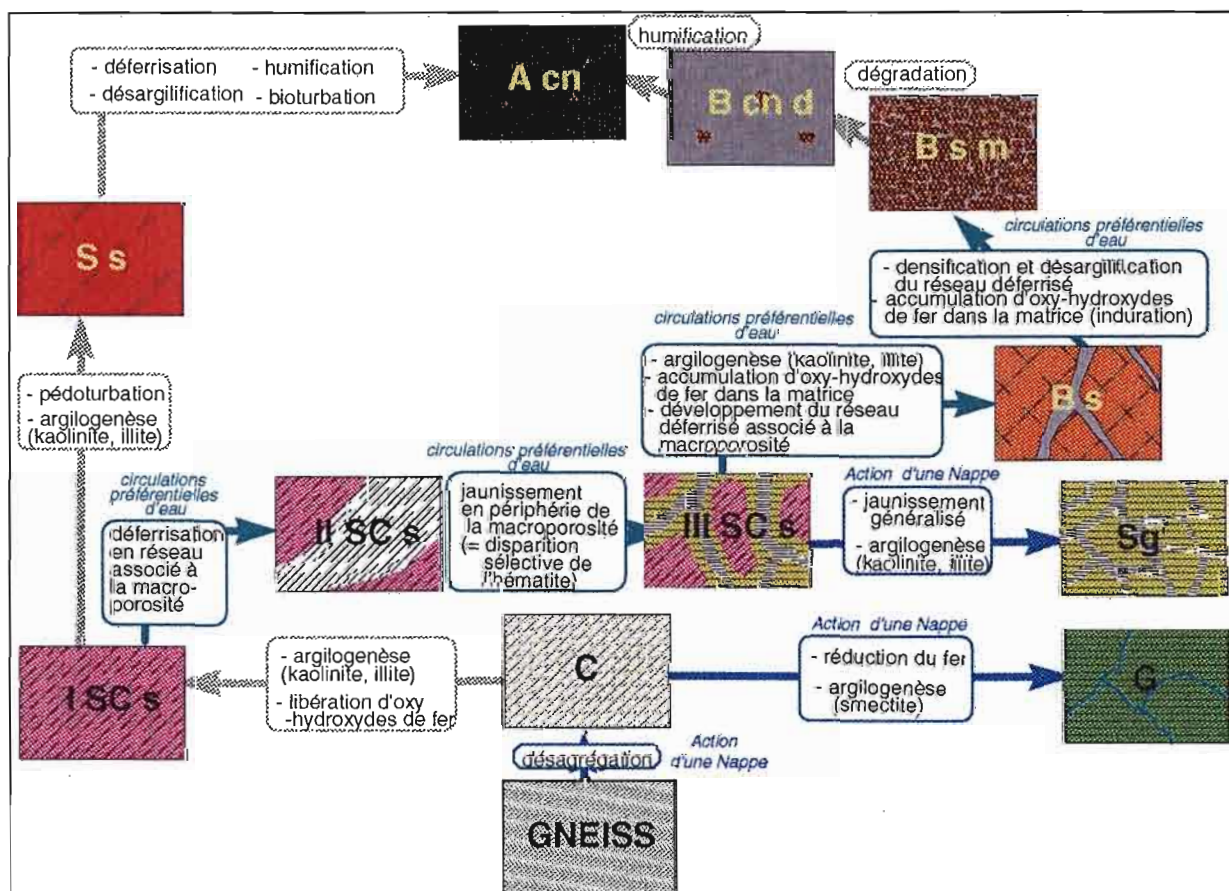 - déferrisation
- humification
- désargilification
- bioturbation
A cn
humification
B cn d
dégradation
B s m
S s
circulations préférentielles
d'eau
- densification et désargilification
du réseau déferrisé
- accumulation d'oxy-hydroxydes
de fer dans la matrice (induration)
circulations préférentielles
d'eau
- argilogenèse (kaolinite, illite)
- accumulation d'oxy-hydroxydes
de fer dans la matrice
- développement du réseau
déferrisé associé à la
macroporosité
B s
- pédoturbation
- argilogenèse
(kaolinite, illite)
circulations
préférentielles
d'eau
déferrisation
en réseau
associé à
la macro-
porosité
II SC s
circulations préférentielles
d'eau
jaunissement
en périphérie de
la macroporosité
(= disparition
sélective de
l'hématite)
III SC s
Action d'une Nappe
- jaunissement
généralisé
- argilogenèse
(kaolinite, illite)
Sg
I SC s
- argilogenèse
(kaolinite, illite)
- libération d'oxy
-hydroxydes de fer
C
Action d'une Nappe
- réduction du fer
- argilogenèse
(smectite)
G
désagrégation
Action
d'une Nappe
GNEISS